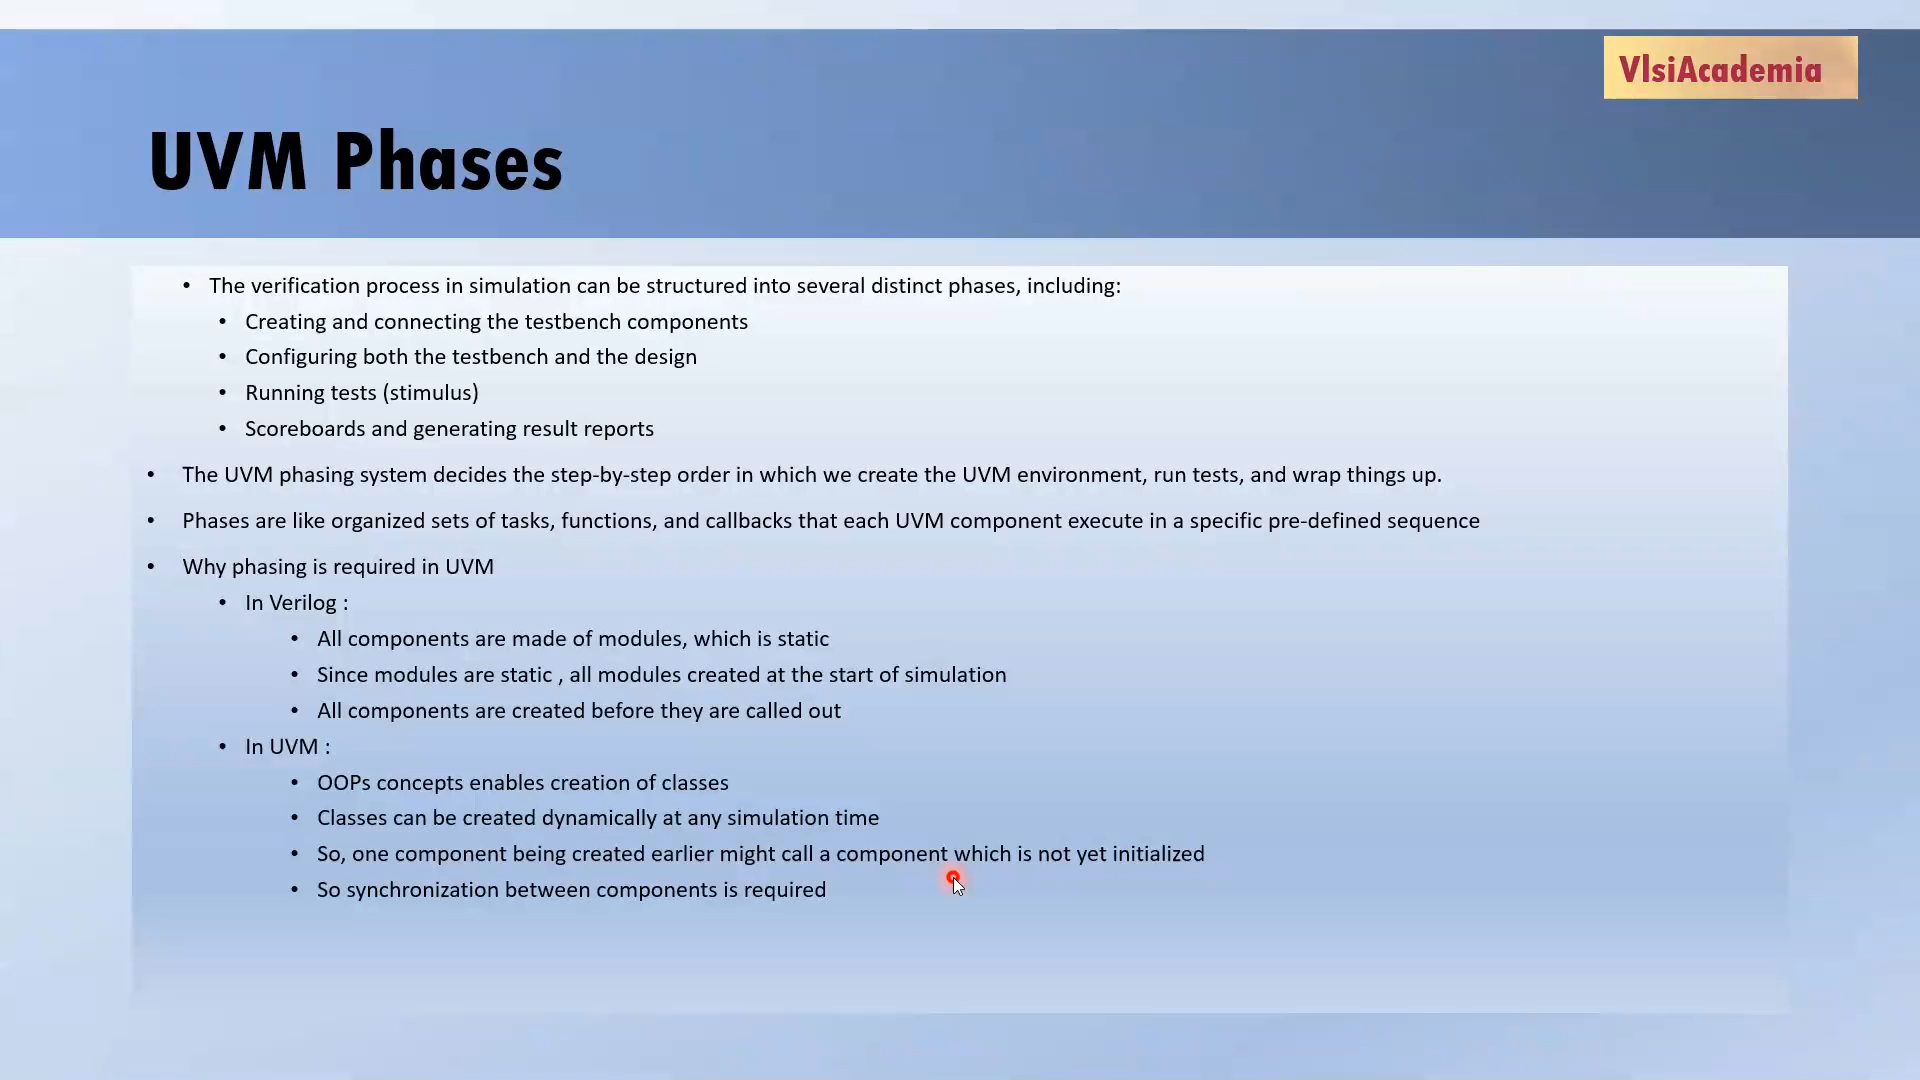 VlsiAcademia
UVM Phases
• The verification process in simulation can be structured into several distinct phases, including:
• Creating and connecting the testbench components
• Configuring both the testbench and the design
• Running tests (stimulus)
• Scoreboards and generating result reports
• The UVM phasing system decides the step-by-step order in which we create the UVM environment, run tests, and wrap things up.
• Phases are like organized sets of tasks, functions, and callbacks that each UVM component execute in a specific pre-defined sequence
• Why phasing is required in UVM
• In Verilog :
• All components are made of modules, which is static
• Since modules are static , all modules created at the start of simulation
• All components are created before they are called out
• In UVM :
• OOPs concepts enables creation of classes
• Classes can be created dynamically at any simulation time
• So, one component being created earlier might call a component which is not yet initialized
• So synchronization between components is required